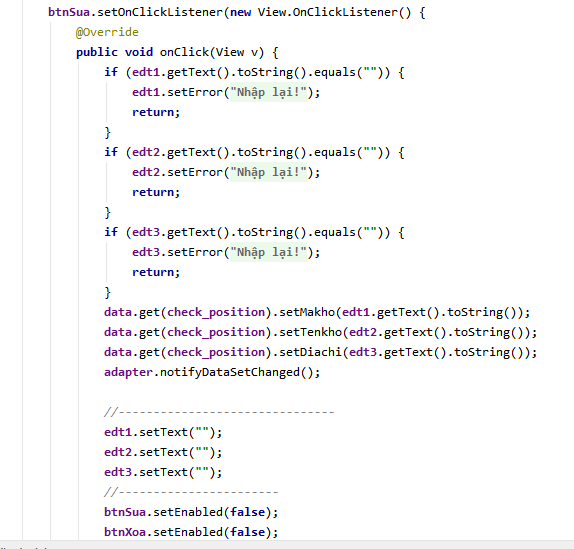 btnSua.setOnClickListener(new View.OnClickListener() {
@Override
public void onClick(View v) {
if (edt1.getText().toString().equals("")) {
edt1.setError("Nhập lại!");
return;
}
if (edt2.getText().toString().equals("")) {
edt2.setError("Nhập lại!");
return;
}
if (edt3.getText().toString().equals("")) {
edt3.setError("Nhập lại!");
return;
}
data.get(check_position).setMakho(edt1.getText().toString());
data.get(check_position).setTenkho(edt2.getText().toString());
data.get(check_position).setDiachi(edt3.getText().toString());
adapter.notifyDataSetChanged();
//-------------------------------
edt1.setText("");
edt2.setText("");
edt3.setText("");
//-----------------------
btnSua.setEnabled(false);
btnXoa.setEnabled(false);